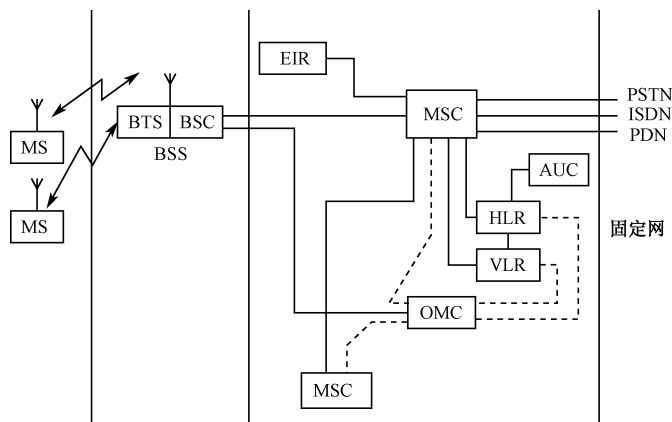 EIR
MSC
PSTN
ISDN
PDN
BTS
BSC
BSS
MS
MS
AUC
HLR
VLR
固定网
OMC
MSC